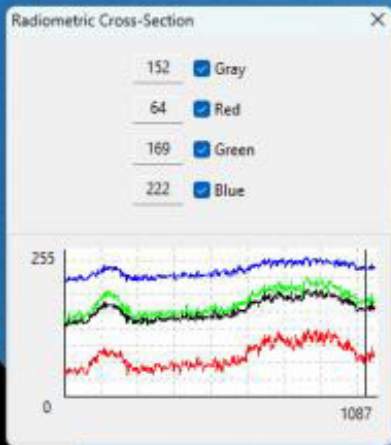 Radiometric Cross-Section
152 Gray
64 Red
169 Green
222 Blue
255
0
1087